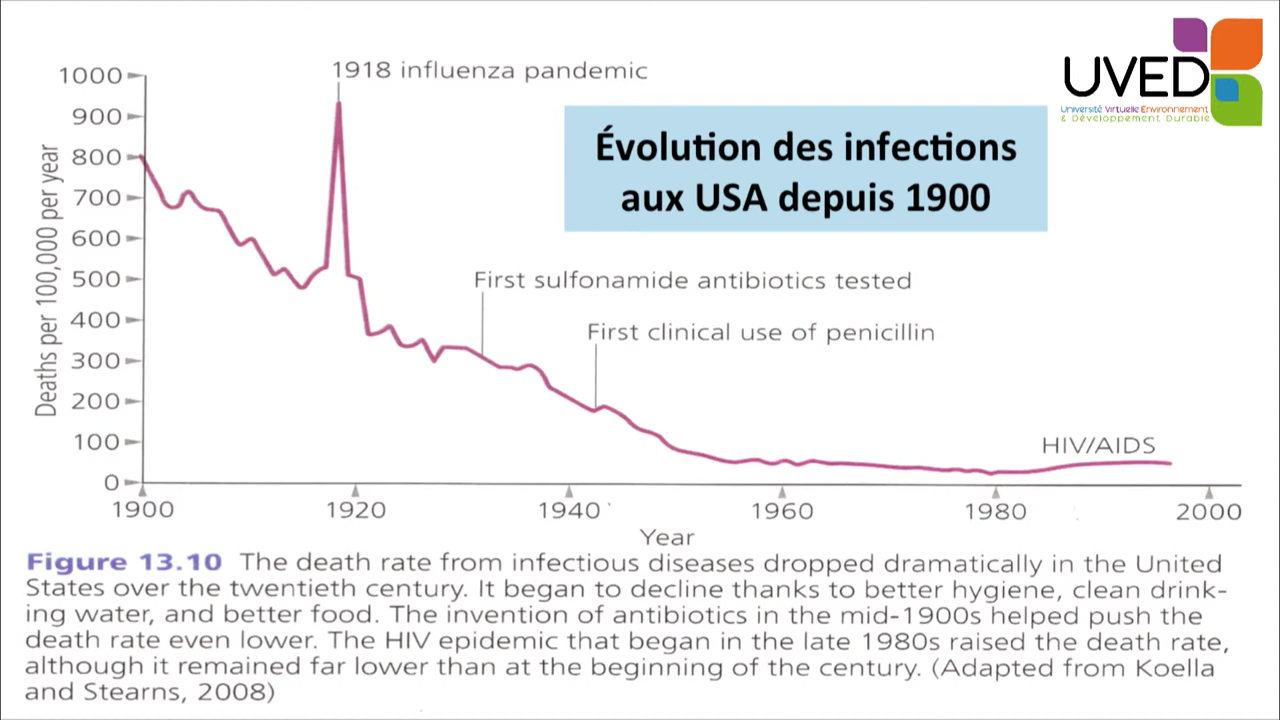 UVED
Université Virtuelle Environnement
& Développement Durable
Évolution des infections
aux USA depuis 1900
1918 influenza pandemic
First sulfonamide antibiotics tested
First clinical use of penicillin
HIV/AIDS
Deaths per 100,000 per year
1000
900
800
700
600
500
400
300
200
100
0
1900 1920 1940 1960 1980 2000
Year
Figure 13.10 The death rate from infectious diseases dropped dramatically in the United
States over the twentieth century. It began to decline thanks to better hygiene, clean drink-
ing water, and better food. The invention of antibiotics in the mid-1900s helped push the
death rate even lower. The HIV epidemic that began in the late 1980s raised the death rate,
although it remained far lower than at the beginning of the century. (Adapted from Koella
and Stearns, 2008)